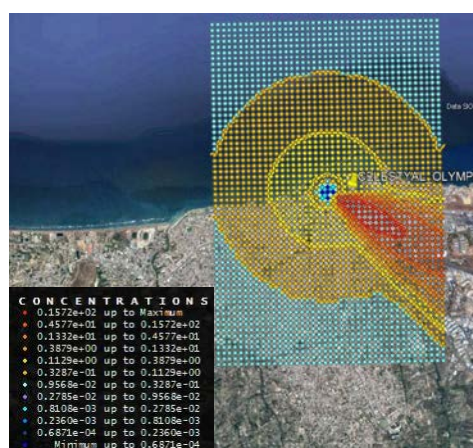 Data SIO
CELESTYAL OLYMP
CONCENTRATIONS
0.1572e+02 up to Maximum
0.4577e+01 up to 0.1572e+02
0.1332e+01 up to 0.4577e+01
0.3879e+00 up to 0.1332e+01
0.1129e+00 up to 0.3879e+00
0.3287e-01 up to 0.1129e+00
0.9568e-02 up to 0.3287e-01
0.2785e-02 up to 0.9568e-02
0.8108e-03 up to 0.2785e-02
0.2360e-03 up to 0.8108e-03
0.6871e-04 up to 0.2360e-03
Minimum up to 0.6871e-04